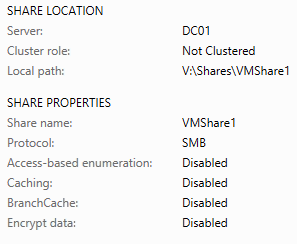 SHARE LOCATION
Server: DC01
Cluster role: Not Clustered
Local path: V:\Shares\VMShare1
SHARE PROPERTIES
Share name: VMShare1
Protocol: SMB
Access-based enumeration: Disabled
Caching: Disabled
BranchCache: Disabled
Encrypt data: Disabled